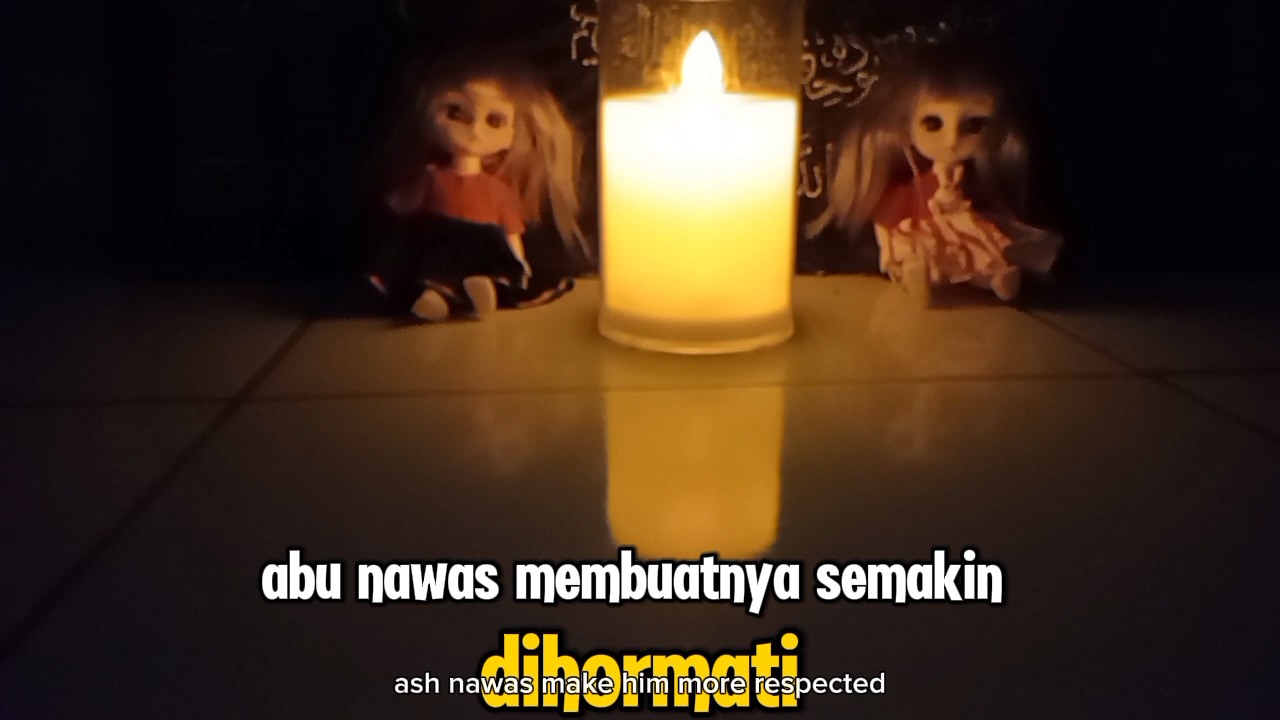 abu nawas membuatnya semakin
dihormati
ash nawas make him more respected